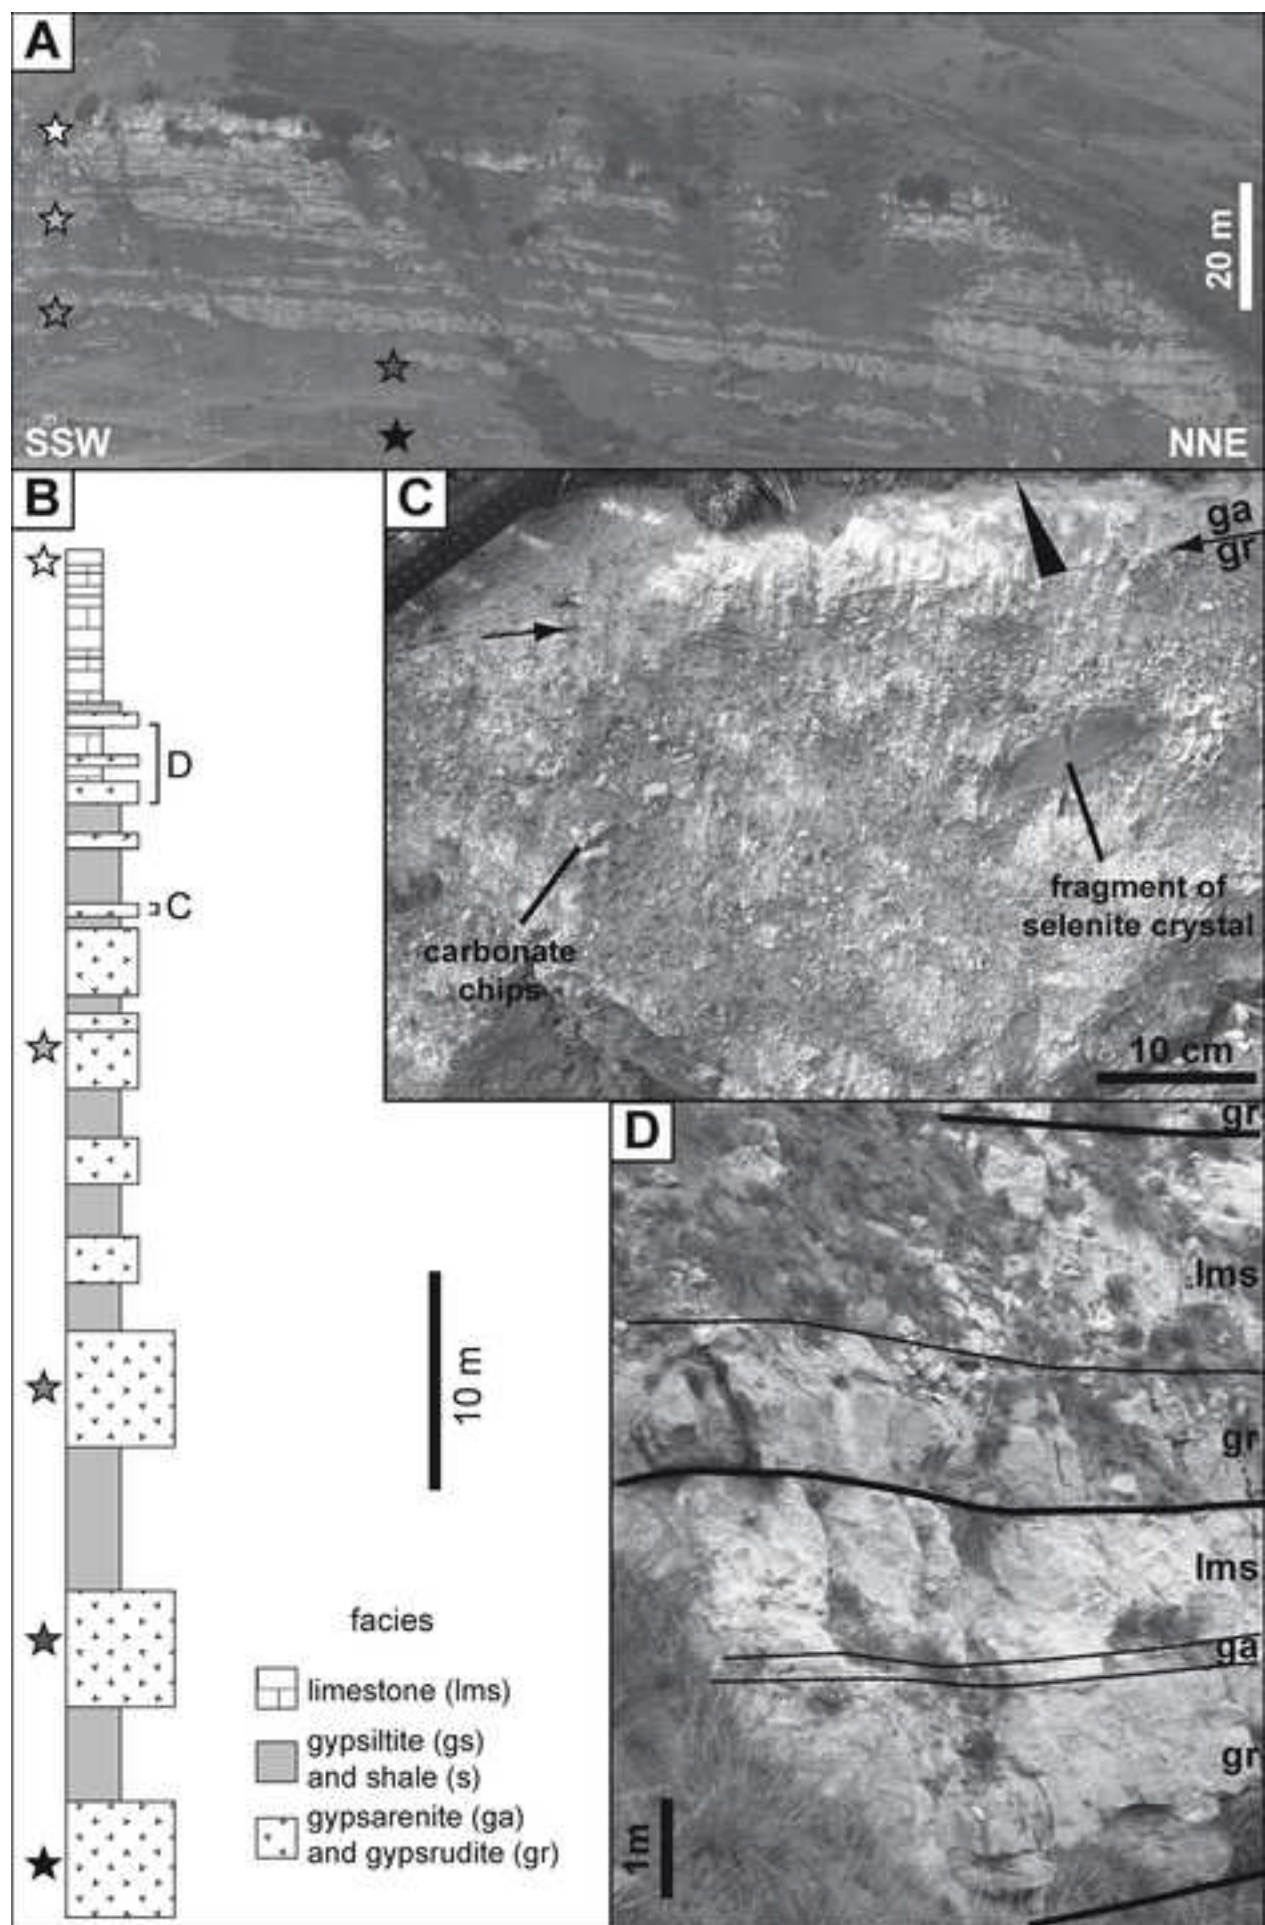 A
20 m
SSW
NNE
B
D
C
10 m
facies
limestone (lms)
gypsiltite (gs)
and shale (s)
gypsarenite (ga)
and gypsrudite (gr)
C
ga
gr
fragment of
selenite crystal
carbonate
chips
10 cm
D
gr
lms
gr
lms
ga
gr
1m